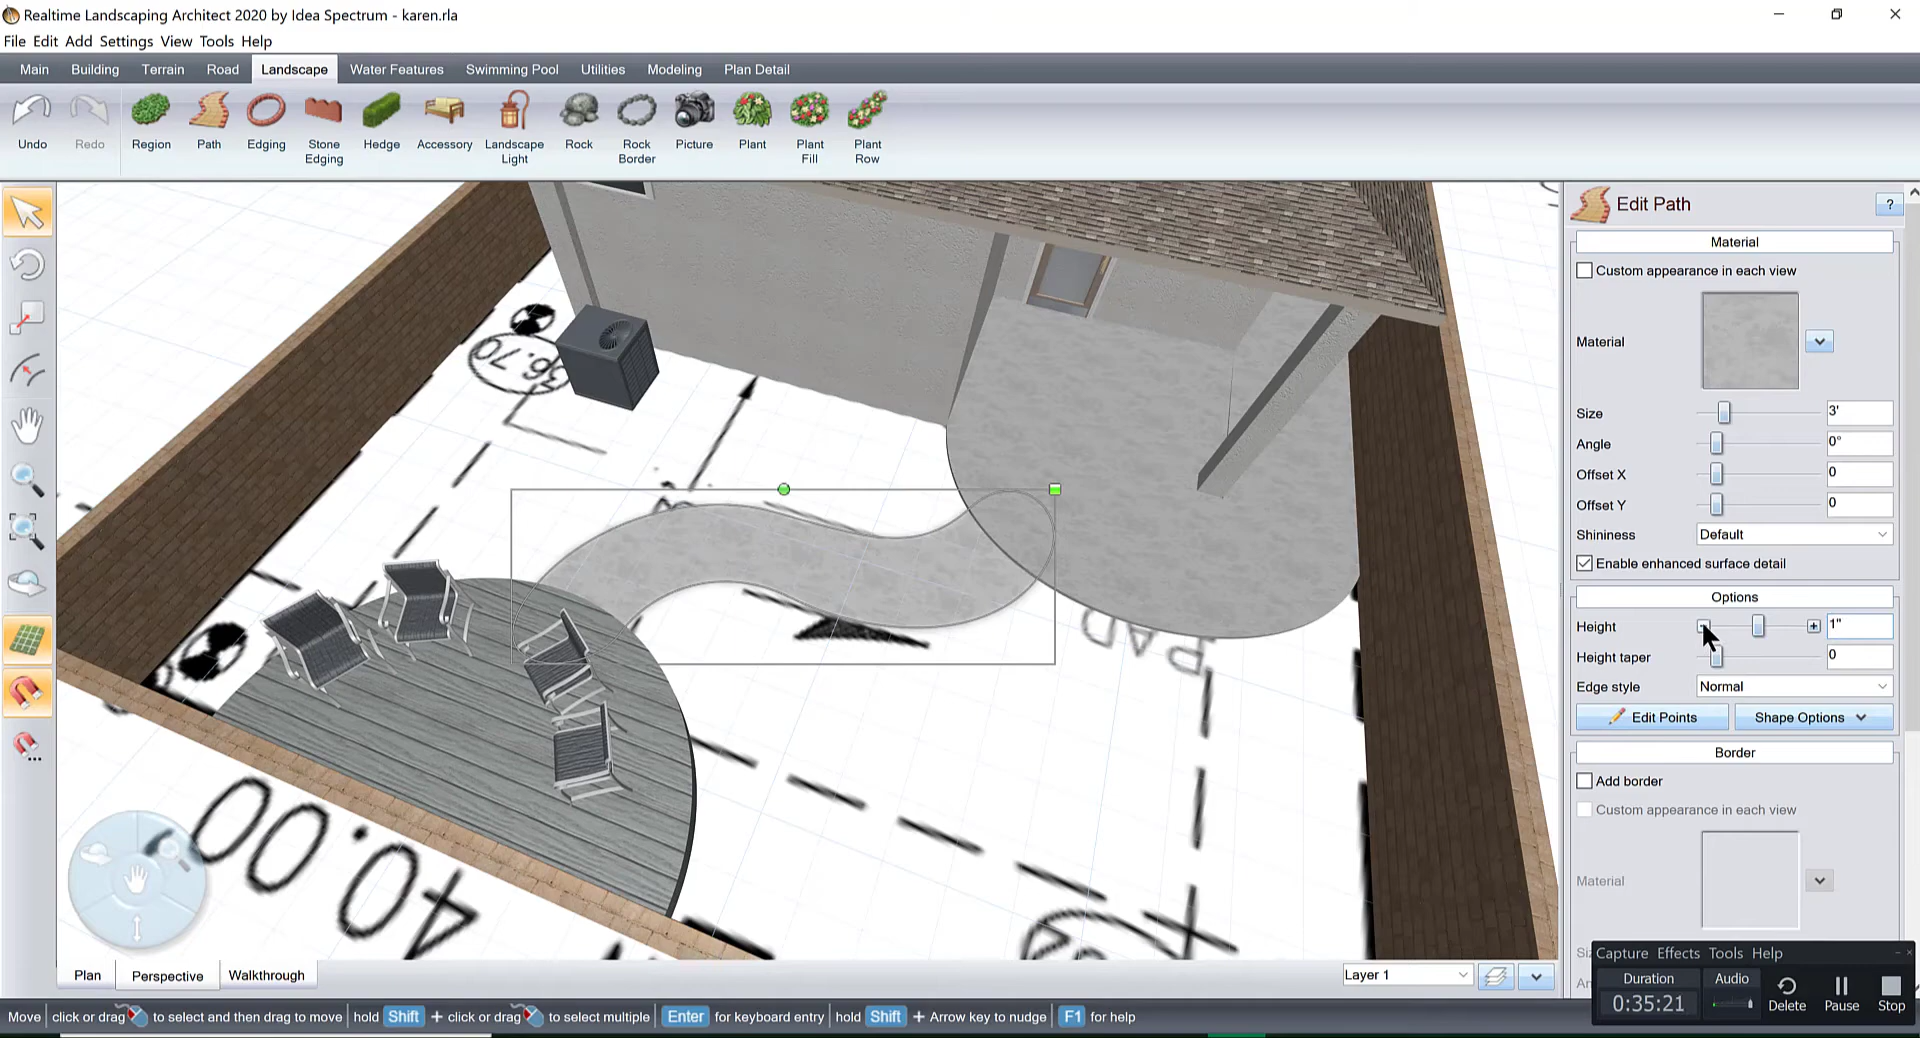 Realtime Landscaping Architect 2020 by Idea Spectrum - karen.rla
File Edit Add Settings View Tools Help
Main Building Terrain Road Landscape Water Features Swimming Pool Utilities Modeling Plan Detail
Undo Redo Region Path Edging Stone Edging Hedge Accessory Landscape Light Rock Rock Border Picture Plant Plant Fill Plant Row
Edit Path ?
Material
Custom appearance in each view
Material
Size 3'
Angle 0°
Offset X 0
Offset Y 0
Shininess Default
Enable enhanced surface detail
Options
Height 1"
Height taper 0
Edge style Normal
Edit Points Shape Options
Border
Add border
Custom appearance in each view
Material
36.70
PAD
40.00
Plan Perspective Walkthrough
Layer 1
Capture Effects Tools Help
Duration Audio
0:35:21 Delete Pause Stop
Move click or drag to select and then drag to move hold Shift + click or drag to select multiple Enter for keyboard entry hold Shift + Arrow key to nudge F1 for help